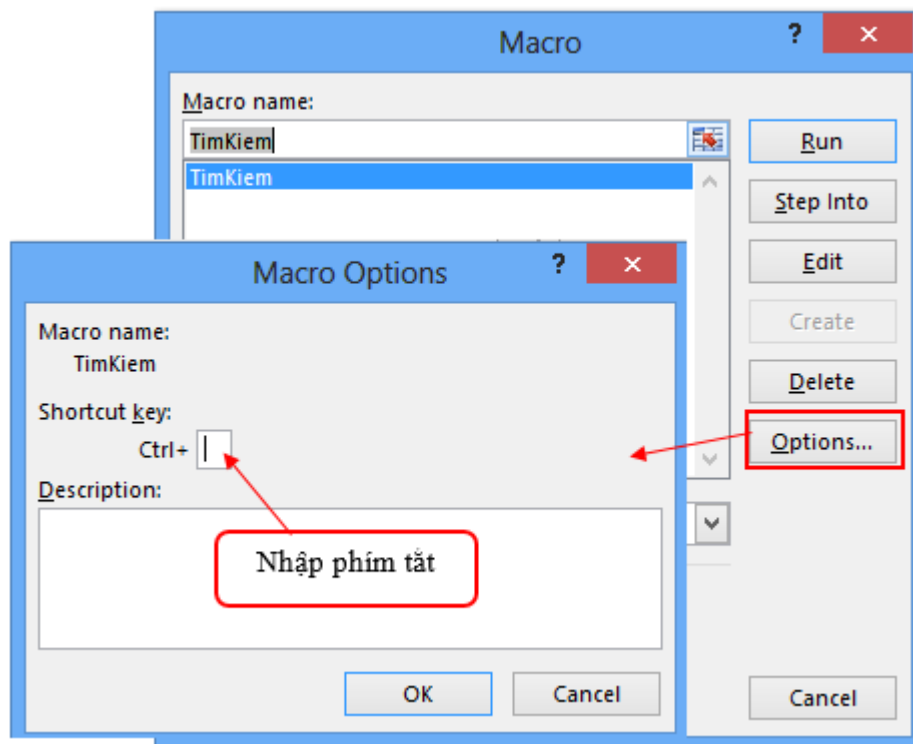 Macro
?
×
Macro name:
TimKiem
TimKiem
Run
Step Into
Edit
Create
Delete
Options...
Cancel
Macro Options
?
×
Macro name:
TimKiem
Shortcut key:
Ctrl+
Description:
Nhập phím tắt
OK
Cancel